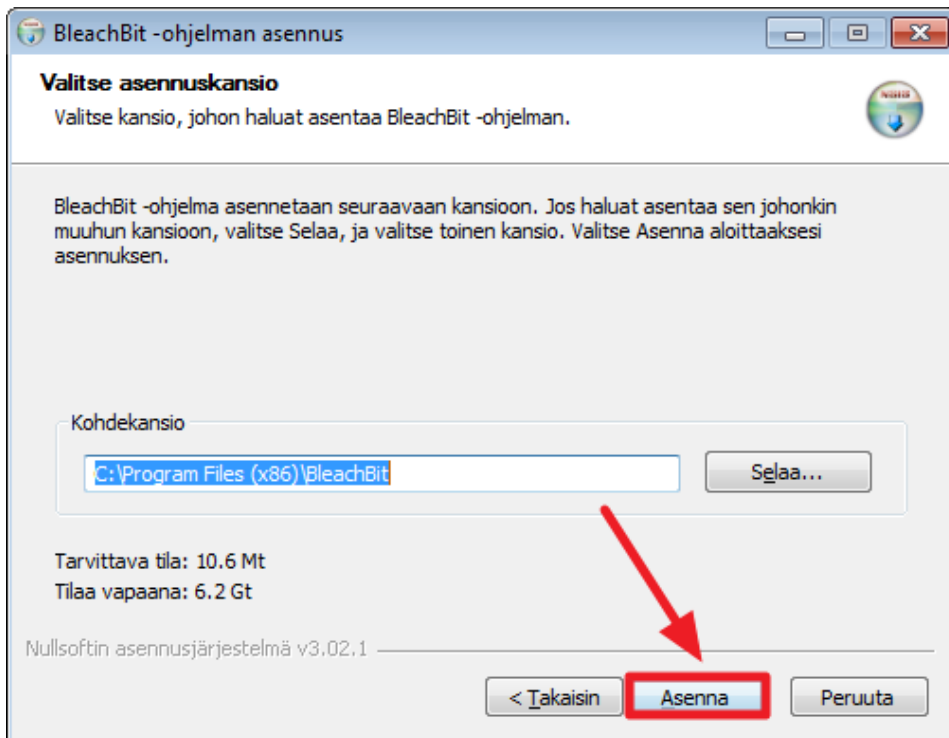 BleachBit -ohjelman asennus
Valitse asennuskansio
Valitse kansio, johon haluat asentaa BleachBit -ohjelman.
BleachBit -ohjelma asennetaan seuraavaan kansioon. Jos haluat asentaa sen johonkin
muuhun kansioon, valitse Selaa, ja valitse toinen kansio. Valitse Asenna aloittaaksesi
asennuksen.
Kohdekansio
C:\Program Files (x86)\BleachBit
Selaa...
Tarvittava tila: 10.6 Mt
Tilaa vapaana: 6.2 Gt
Nullsoftin asennusjärjestelmä v3.02.1
< Takaisin
Asenna
Peruuta